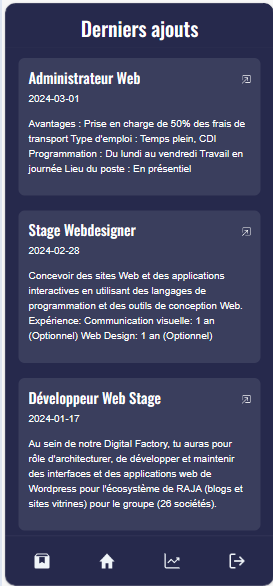 Derniers ajouts
Administrateur Web
2024-03-01
Avantages : Prise en charge de 50% des frais de
transport Type d'emploi : Temps plein, CDI
Programmation : Du lundi au vendredi Travail en
journée Lieu du poste : En présentiel
Stage Webdesigner
2024-02-28
Concevoir des sites Web et des applications
interactives en utilisant des langages de
programmation et des outils de conception Web.
Expérience: Communication visuelle: 1 an
(Optionnel) Web Design: 1 an (Optionnel)
Développeur Web Stage
2024-01-17
Au sein de notre Digital Factory, tu auras pour
rôle d'architecturer, de développer et maintenir
des interfaces et des applications web de
Wordpress pour l'écosystème de RAJA (blogs et
sites vitrines) pour le groupe (26 sociétés).